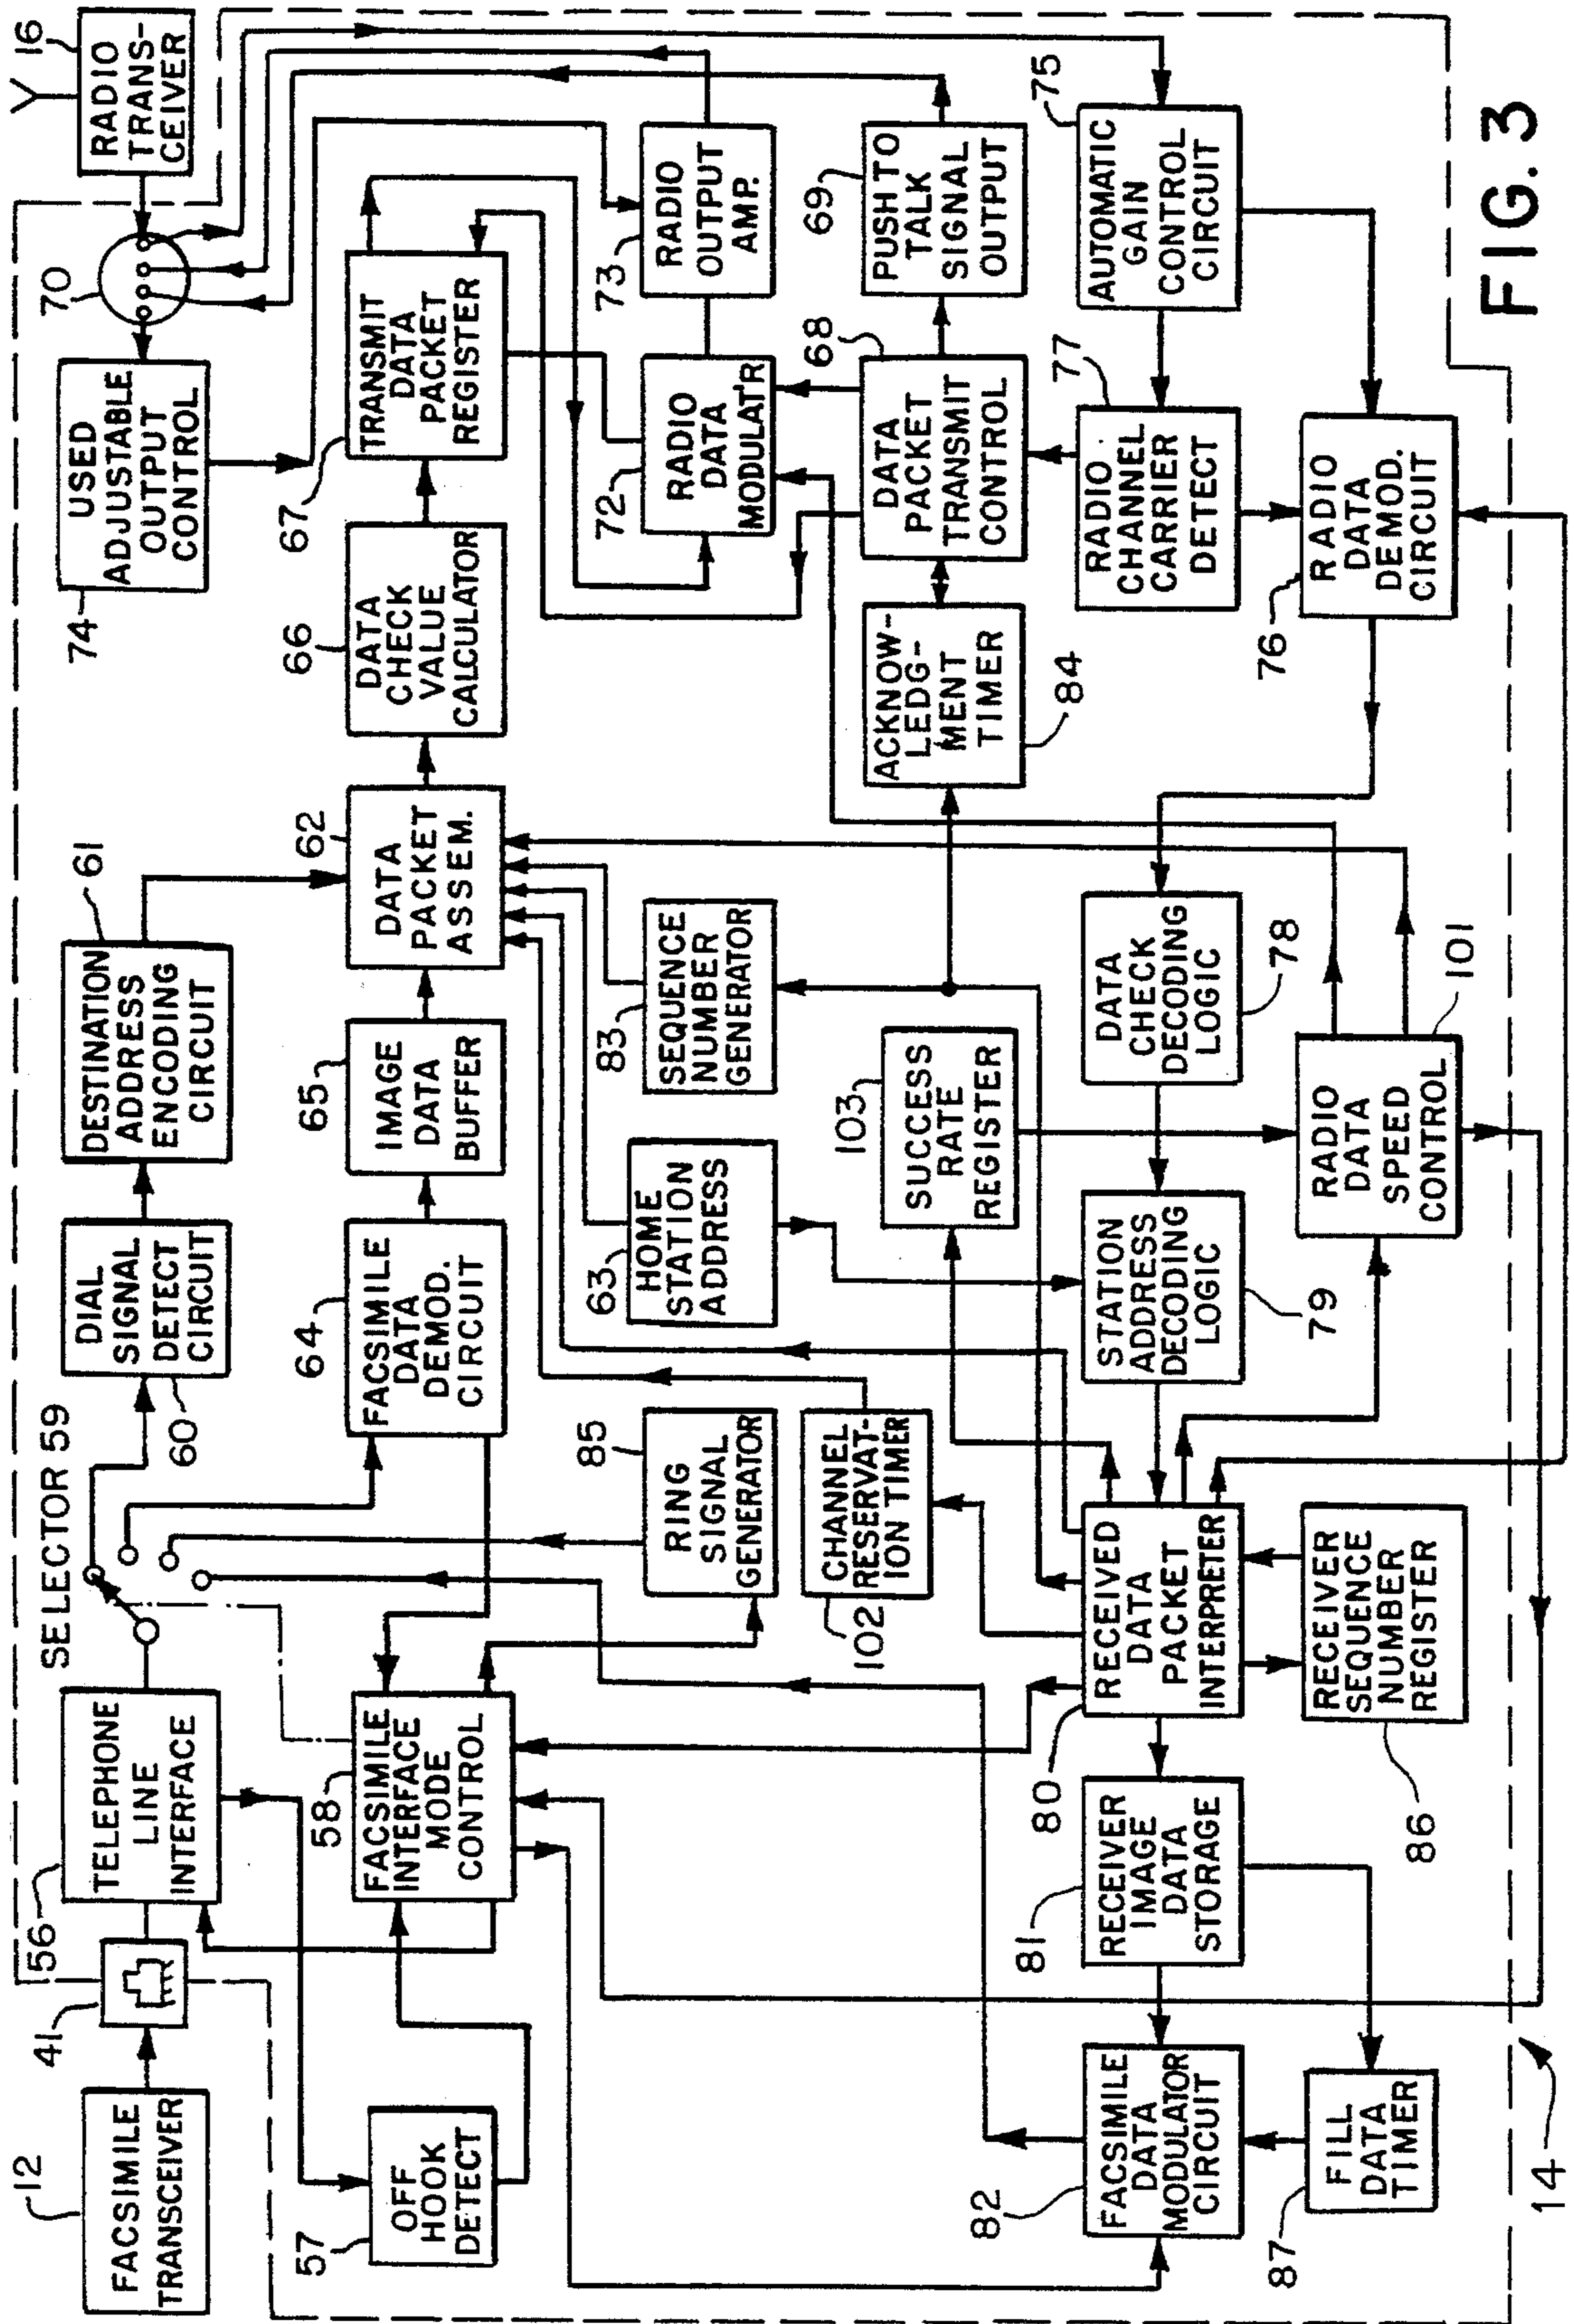 12
FACSIMILE
TRANSCEIVER
41
156
TELEPHONE
LINE
INTERFACE
SELECTOR 59
60
DIAL
SIGNAL
DETECT
CIRCUIT
61
DESTINATION
ADDRESS
ENCODING
CIRCUIT
74
USED
ADJUSTABLE
OUTPUT
CONTROL
70
16
RADIO
TRANS-
CEIVER
57
OFF
HOOK
DETECT
58
FACSIMILE
INTERFACE
MODE
CONTROL
64
FACSIMILE
DATA
DEMOD.
CIRCUIT
65
IMAGE
DATA
BUFFER
62
DATA
PACKET
ASSEM.
66
DATA
CHECK
VALUE
CALCULATOR
67
TRANSMIT
DATA
PACKET
REGISTER
85
RING
SIGNAL
GENERATOR
63
HOME
STATION
ADDRESS
83
SEQUENCE
NUMBER
GENERATOR
72
RADIO
DATA
MODULAT'R
73
RADIO
OUTPUT
AMP.
102
CHANNEL
RESERVAT-
ION TIMER
103
SUCCESS
RATE
REGISTER
ACKNOW-
LEDG-
MENT
TIMER
84
68
DATA
PACKET
TRANSMIT
CONTROL
69
PUSH TO
TALK
SIGNAL
OUTPUT
82
FACSIMILE
DATA
MODULATOR
CIRCUIT
81
RECEIVER
IMAGE
DATA
STORAGE
80
RECEIVED
DATA
PACKET
INTERPRETER
STATION
ADDRESS
DECODING
LOGIC
79
DATA
CHECK
DECODING
LOGIC
78
77
RADIO
CHANNEL
CARRIER
DETECT
75
AUTOMATIC
GAIN
CONTROL
CIRCUIT
87
FILL
DATA
TIMER
RECEIVER
SEQUENCE
NUMBER
REGISTER
86
RADIO
DATA
SPEED
CONTROL
101
76
RADIO
DATA
DEMOD.
CIRCUIT
14
FIG. 3